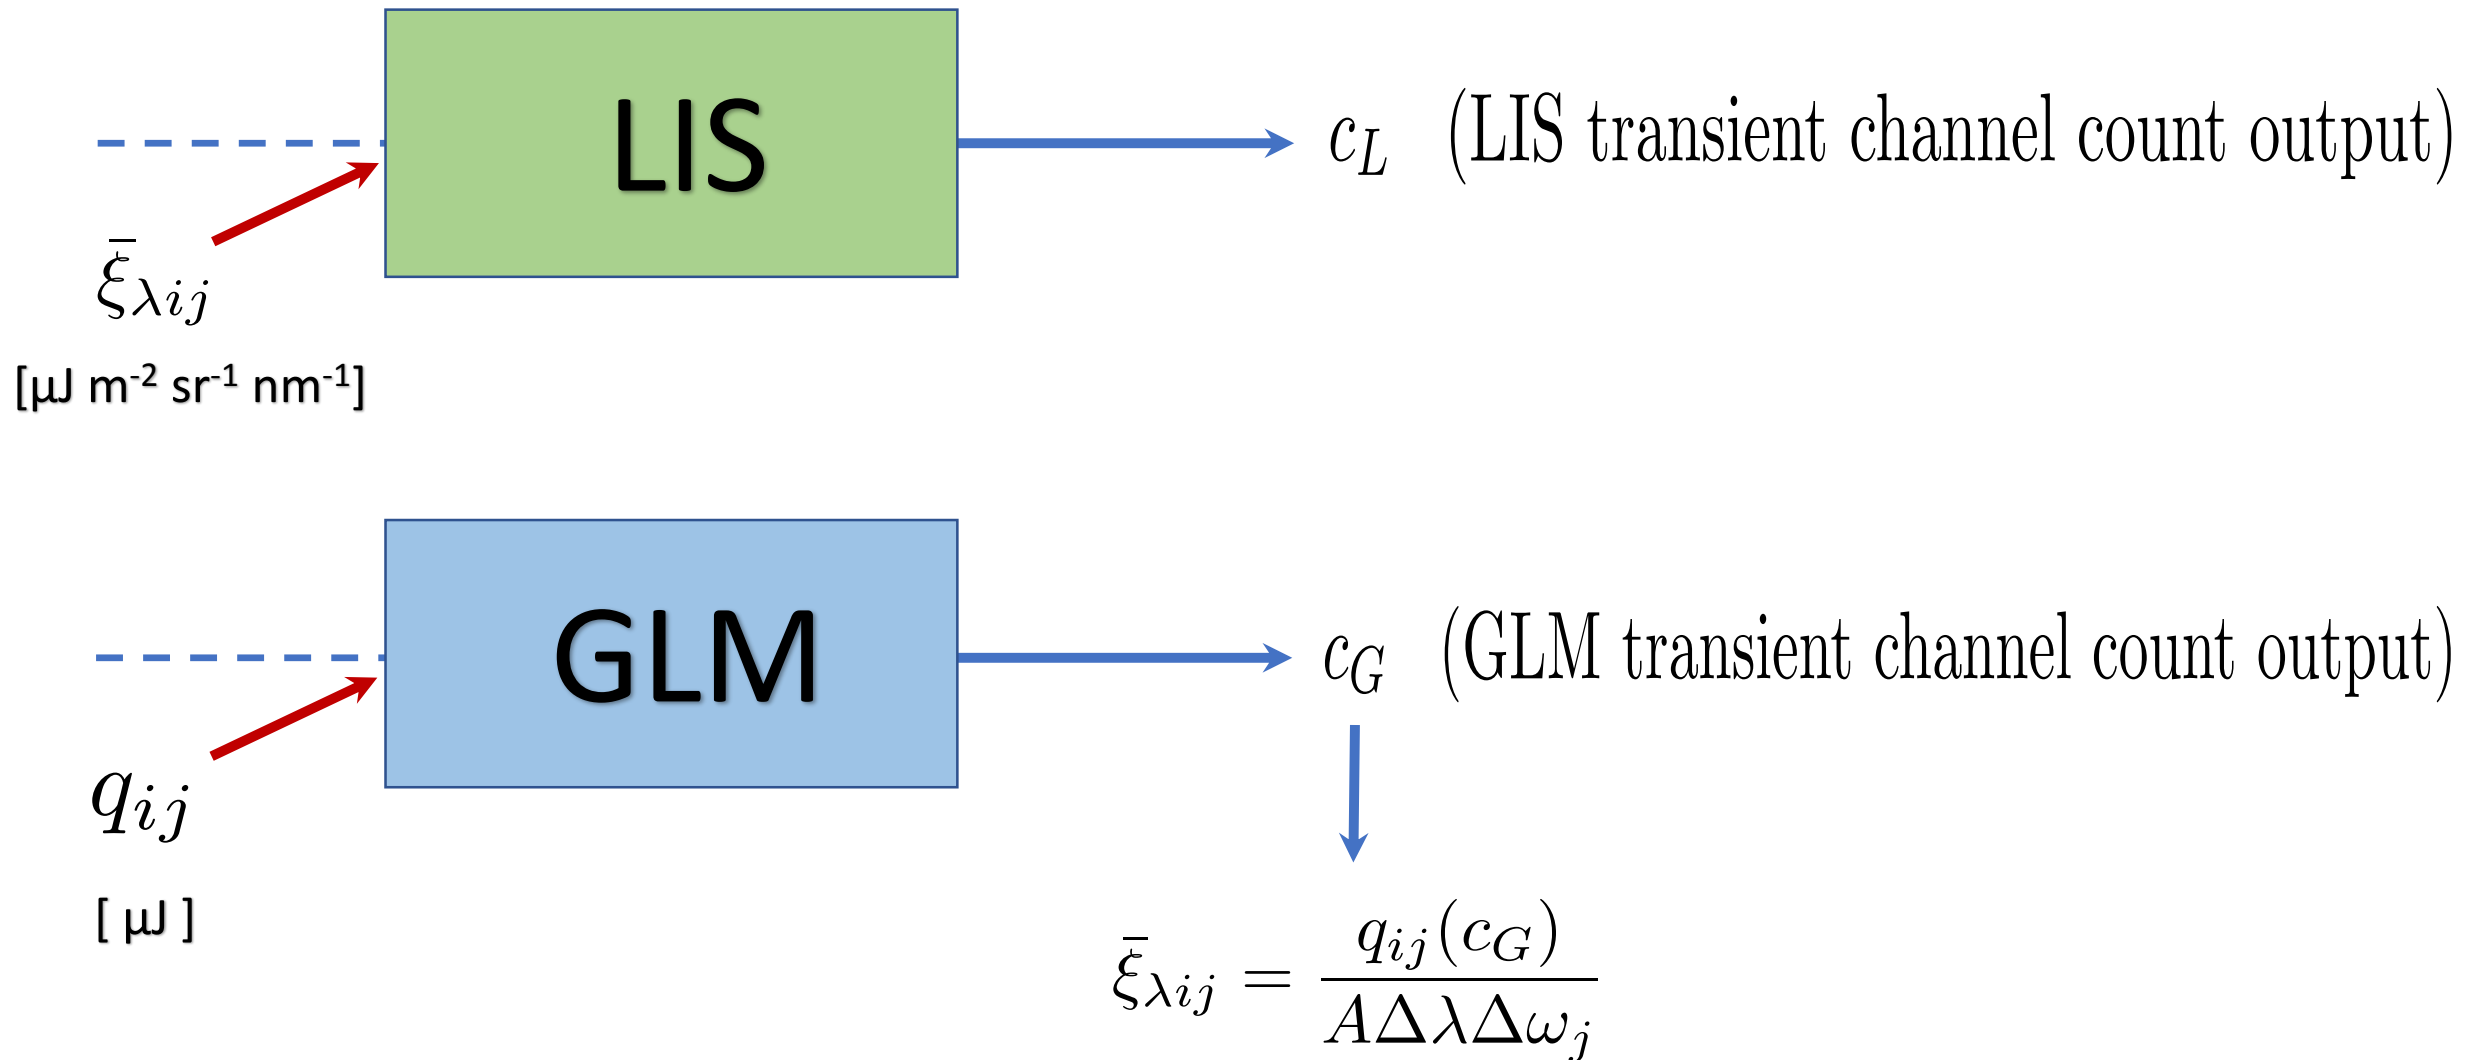 LIS
c_L (LIS transient channel count output)
ξ̄_λij
[µJ m⁻² sr⁻¹ nm⁻¹]
GLM
c_G (GLM transient channel count output)
q_ij
[ µJ ]
ξ̄_λij = q_ij(c_G) / AΔλΔω_j